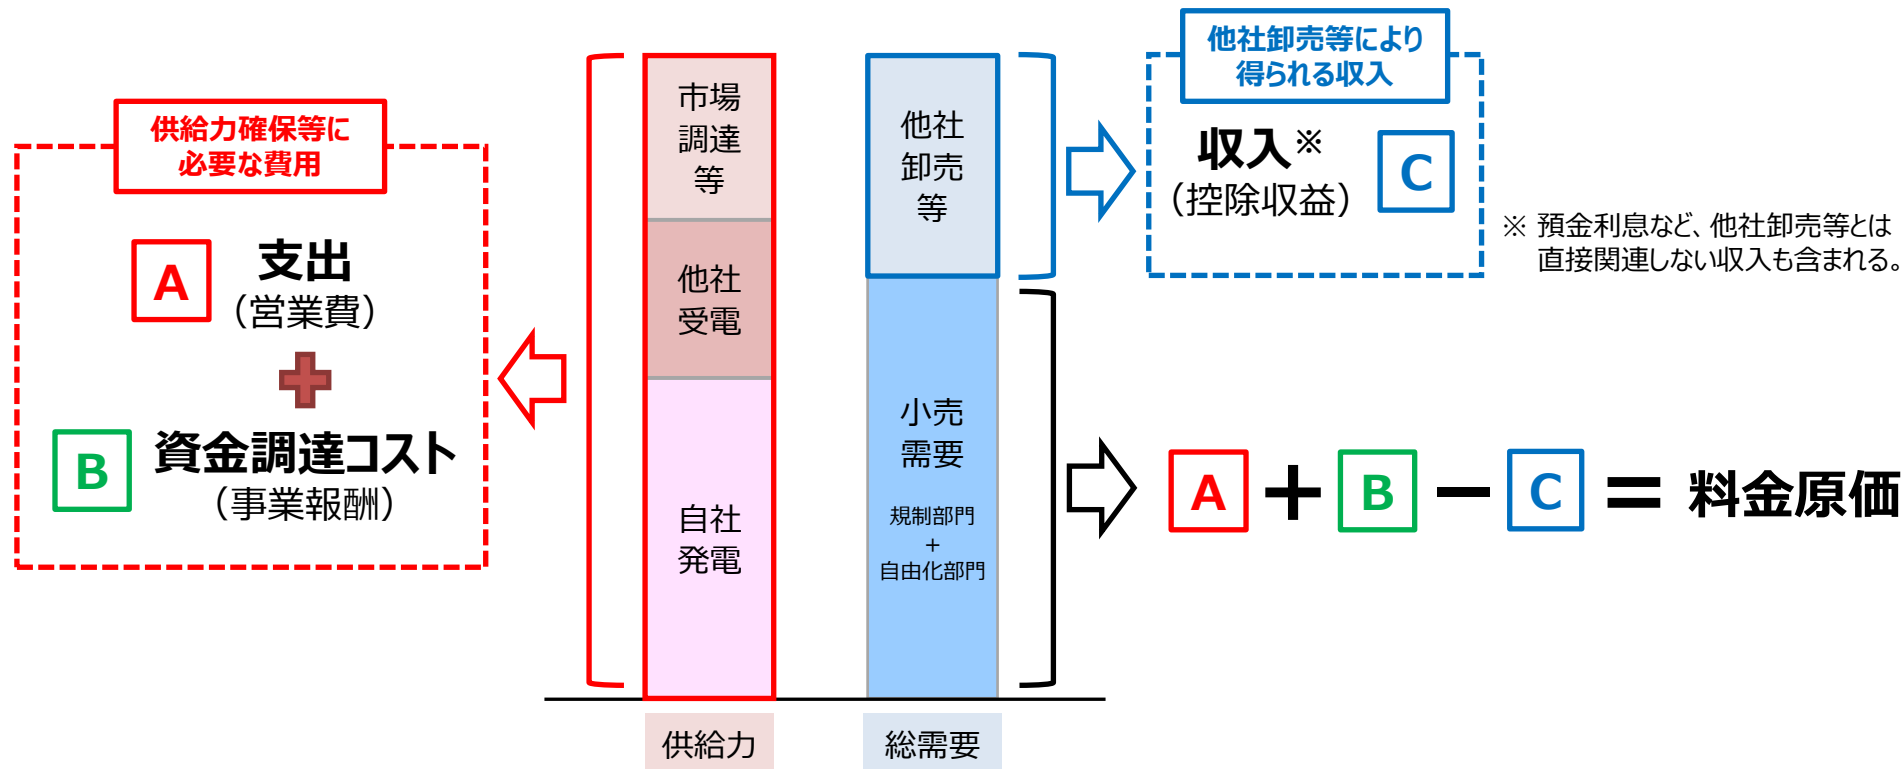 供給力確保等に
必要な費用
A
支出
（営業費）
B
資金調達コスト
（事業報酬）
市場
調達
等
他社
受電
自社
発電
供給力
他社
卸売
等
小売
需要
規制部門
+
自由化部門
総需要
他社卸売等により
得られる収入
収入※
（控除収益）
C
※ 預金利息など、他社卸売等とは
直接関連しない収入も含まれる。
A + B － C = 料金原価